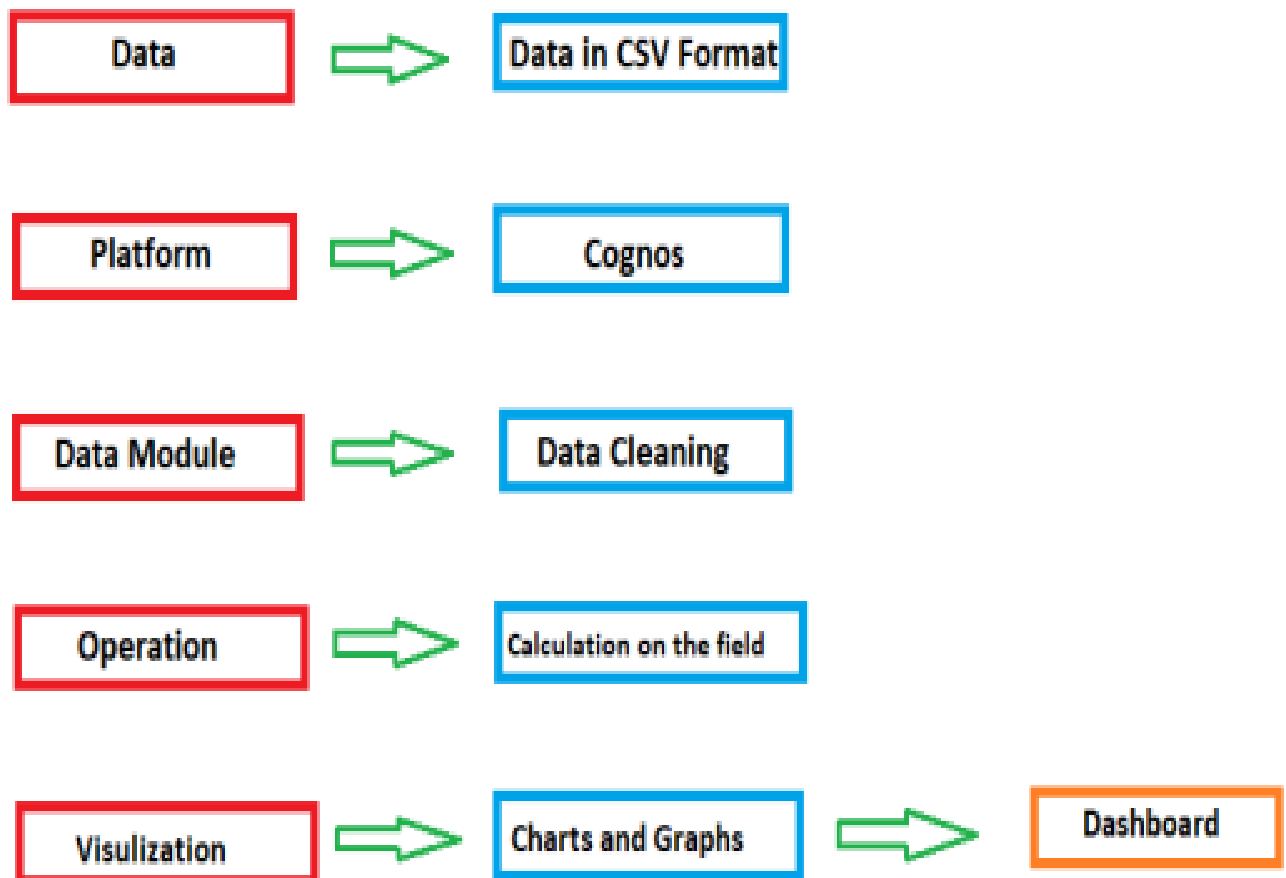 Data
Data in CSV Format
Platform
Cognos
Data Module
Data Cleaning
Operation
Calculation on the field
Visulization
Charts and Graphs
Dashboard